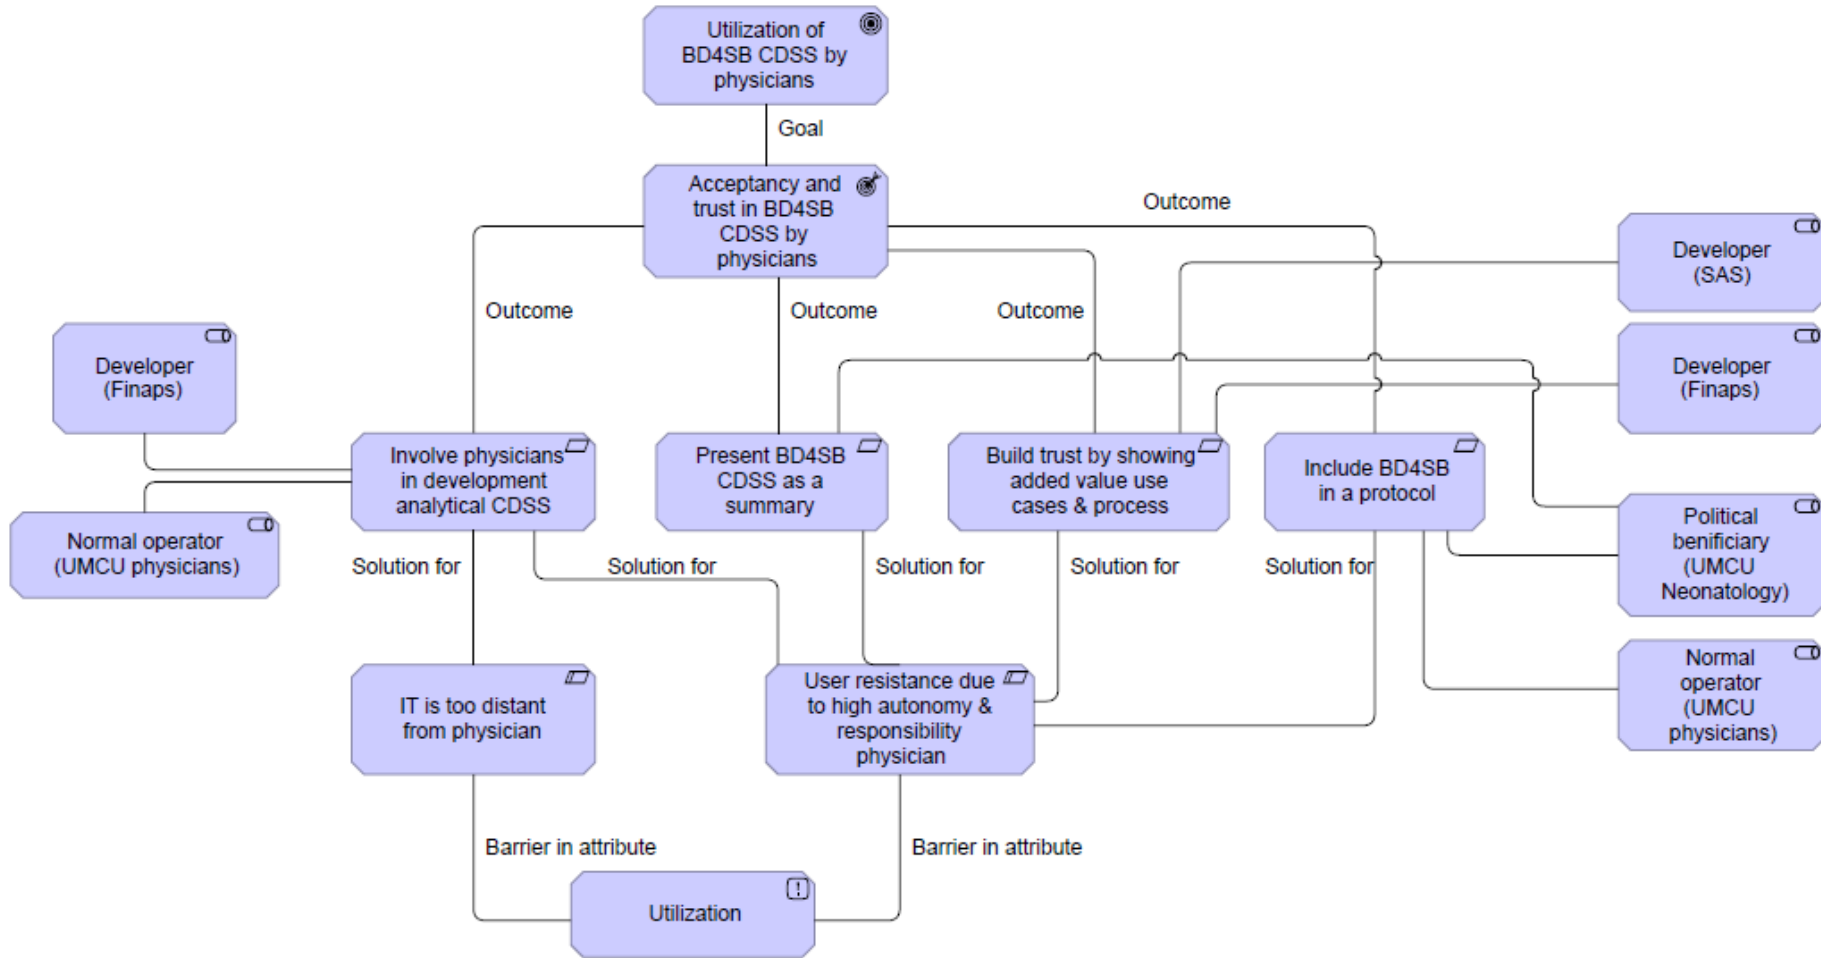 Utilization of
BD4SB CDSS by
physicians
Goal
Acceptancy and
trust in BD4SB
CDSS by
physicians
Outcome
Developer
(SAS)
Outcome
Outcome
Outcome
Developer
(Finaps)
Developer
(Finaps)
Involve physicians
in development
analytical CDSS
Present BD4SB
CDSS as a
summary
Build trust by showing
added value use
cases & process
Include BD4SB
in a protocol
Normal operator
(UMCU physicians)
Political
benificiary
(UMCU
Neonatology)
Solution for
Solution for
Solution for
Solution for
Solution for
IT is too distant
from physician
User resistance due
to high autonomy &
responsibility
physician
Normal
operator
(UMCU
physicians)
Barrier in attribute
Barrier in attribute
Utilization